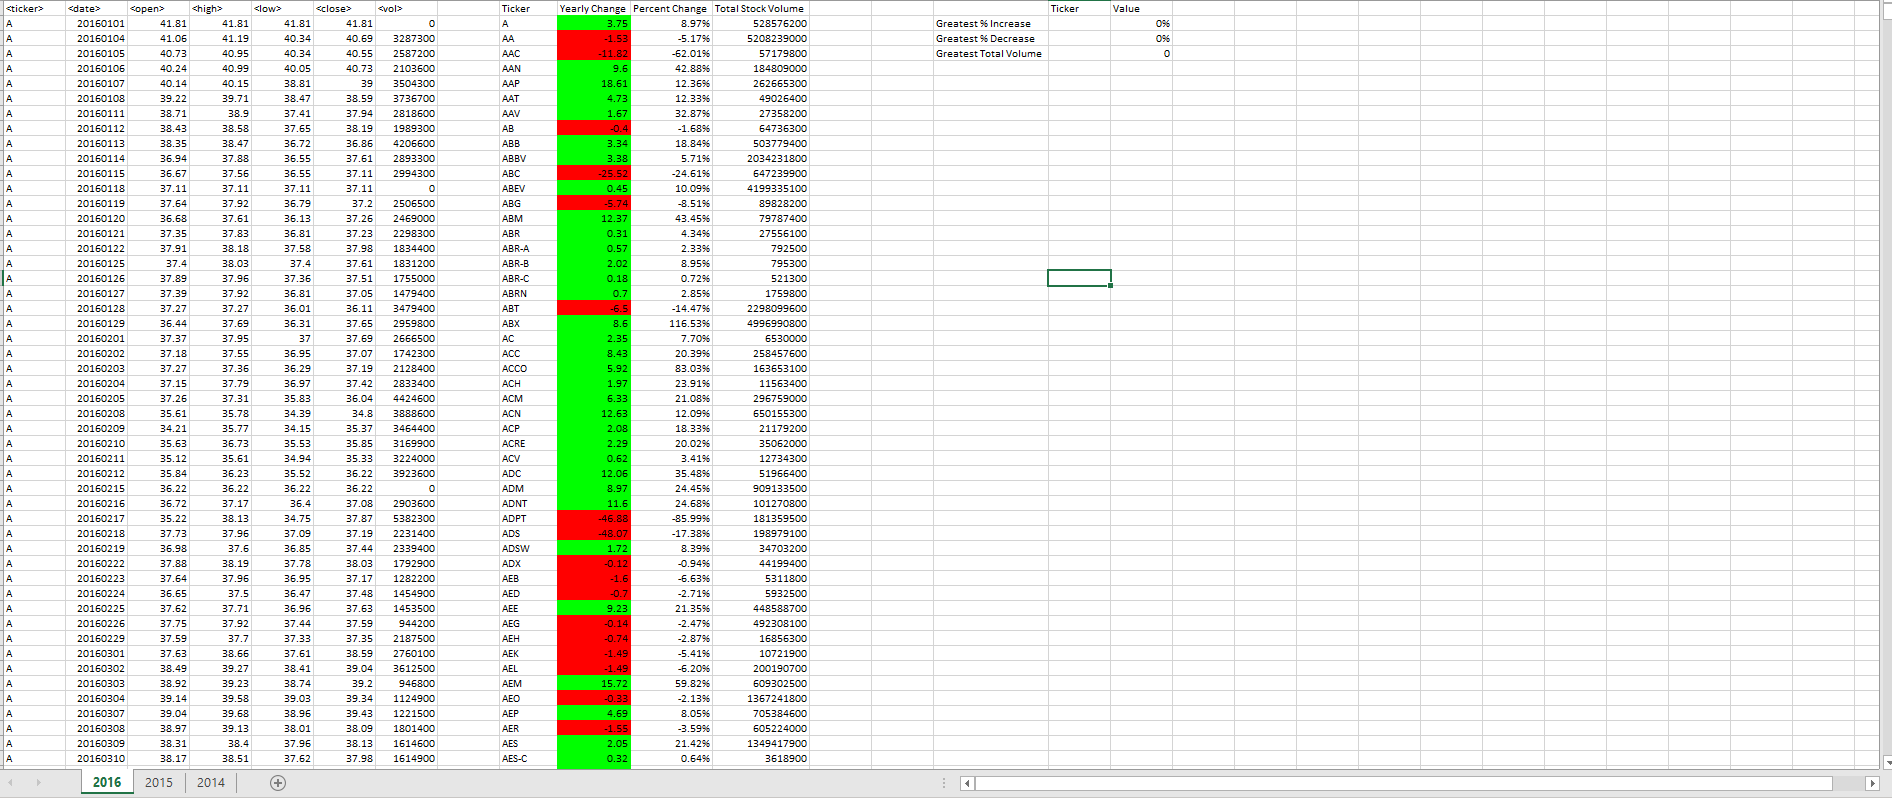 <ticker> <date> <open> <high> <low> <close> <vol> Ticker Yearly Change Percent Change Total Stock Volume Ticker Value
A 20160101 41.81 41.81 41.81 41.81 0 A 3.75 8.97% 528576200 Greatest % Increase 0%
A 20160104 41.06 41.19 40.34 40.69 3287300 AA -1.53 -5.17% 5208239000 Greatest % Decrease 0%
A 20160105 40.73 40.95 40.34 40.55 2587200 AAC -11.82 -62.01% 57179800 Greatest Total Volume 0
A 20160106 40.24 40.99 40.05 40.73 2103600 AAN 9.6 42.88% 184809000
A 20160107 40.14 40.15 38.81 39 3504300 AAP 18.61 12.36% 262665300
A 20160108 39.22 39.71 38.47 38.59 3736700 AAT 4.73 12.33% 49026400
A 20160111 38.71 38.9 37.41 37.94 2818600 AAV 1.67 32.87% 27358200
A 20160112 38.43 38.58 37.65 38.19 1989300 AB -0.4 -1.68% 64736300
A 20160113 38.35 38.47 36.72 36.86 4206600 ABB 3.34 18.84% 503779400
A 20160114 36.94 37.88 36.55 37.61 2893300 ABBV 3.38 5.71% 2034231800
A 20160115 36.67 37.56 36.55 37.11 2994300 ABC -25.52 -24.61% 647239900
A 20160118 37.11 37.11 37.11 37.11 0 ABEV 0.45 10.09% 4199335100
A 20160119 37.64 37.92 36.79 37.2 2506500 ABG -5.74 -8.51% 89828200
A 20160120 36.68 37.61 36.13 37.26 2469000 ABM 12.37 43.45% 79787400
A 20160121 37.35 37.83 36.81 37.23 2298300 ABR 0.31 4.34% 27556100
A 20160122 37.91 38.18 37.58 37.98 1834400 ABR-A 0.57 2.33% 792500
A 20160125 37.4 38.03 37.4 37.61 1831200 ABR-B 2.02 8.95% 795300
A 20160126 37.89 37.96 37.36 37.51 1755000 ABR-C 0.18 0.72% 521300
A 20160127 37.39 37.92 36.81 37.05 1479400 ABRN 0.7 2.85% 1759800
A 20160128 37.27 37.27 36.01 36.11 3479400 ABT -6.5 -14.47% 2298099600
A 20160129 36.44 37.69 36.31 37.65 2959800 ABX 8.6 116.53% 4996990800
A 20160201 37.37 37.95 37 37.69 2666500 AC 2.35 7.70% 6530000
A 20160202 37.18 37.55 36.95 37.07 1742300 ACC 8.43 20.39% 258457600
A 20160203 37.27 37.36 36.29 37.19 2128400 ACCO 5.92 83.03% 163653100
A 20160204 37.15 37.79 36.97 37.42 2833400 ACH 1.97 23.91% 11563400
A 20160205 37.26 37.31 35.83 36.04 4424600 ACM 6.33 21.08% 296759000
A 20160208 35.61 35.78 34.39 34.8 3888600 ACN 12.63 12.09% 650155300
A 20160209 34.21 35.77 34.15 35.37 3464400 ACP 2.08 18.33% 21179200
A 20160210 35.63 36.73 35.53 35.85 3169900 ACRE 2.29 20.02% 35062000
A 20160211 35.12 35.61 34.94 35.33 3224000 ACV 0.62 3.41% 12734300
A 20160212 35.84 36.23 35.52 36.22 3923600 ADC 12.06 35.48% 51966400
A 20160215 36.22 36.22 36.22 36.22 0 ADM 8.97 24.45% 909133500
A 20160216 36.72 37.17 36.4 37.08 2903600 ADNT 11.6 24.68% 101270800
A 20160217 35.22 38.13 34.75 37.87 5382300 ADPT -46.88 -85.99% 181359500
A 20160218 37.73 37.96 37.09 37.19 2231400 ADS -48.07 -17.38% 198979100
A 20160219 36.98 37.6 36.85 37.44 2339400 ADSW 1.72 8.39% 34703200
A 20160222 37.88 38.19 37.78 38.03 1792900 ADX -0.12 -0.94% 44199400
A 20160223 37.64 37.96 36.95 37.17 1282200 AEB -1.6 -6.63% 5311800
A 20160224 36.65 37.5 36.47 37.48 1454900 AED -0.7 -2.71% 5932500
A 20160225 37.62 37.71 36.96 37.63 1453500 AEE 9.23 21.35% 448588700
A 20160226 37.75 37.92 37.44 37.59 944200 AEG -0.14 -2.47% 492308100
A 20160229 37.59 37.7 37.33 37.35 2187500 AEH -0.74 -2.87% 16856300
A 20160301 37.63 38.66 37.61 38.59 2760100 AEK -1.49 -5.41% 10721900
A 20160302 38.49 39.27 38.41 39.04 3612500 AEL -1.49 -6.20% 200190700
A 20160303 38.92 39.23 38.74 39.2 946800 AEM 15.72 59.82% 609302500
A 20160304 39.14 39.58 39.03 39.34 1124900 AEO -0.33 -2.13% 1367241800
A 20160307 39.04 39.68 38.96 39.43 1221500 AEP 4.69 8.05% 705384600
A 20160308 38.97 39.13 38.01 38.09 1801400 AER -1.55 -3.59% 605224000
A 20160309 38.31 38.4 37.96 38.13 1614600 AES 2.05 21.42% 1349417900
A 20160310 38.17 38.51 37.62 37.98 1614900 AES-C 0.32 0.64% 3618900
2016 2015 2014